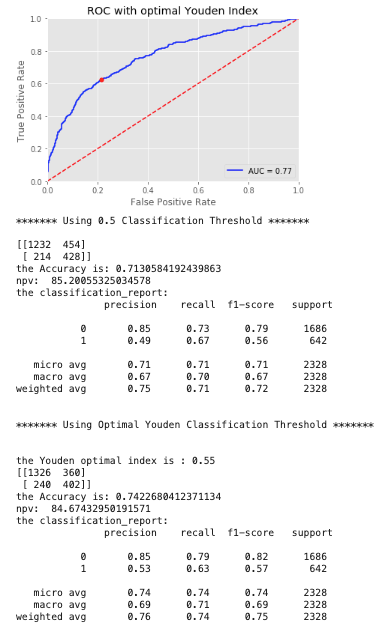 ROC with optimal Youden Index
1.0
0.8
0.6
0.4
0.2
0.0
True Positive Rate
AUC = 0.77
0.0 0.2 0.4 0.6 0.8 1.0
False Positive Rate
******* Using 0.5 Classification Threshold *******
[[1232 454]
[ 214 428]]
the Accuracy is: 0.7130584192439863
npv: 85.20055325034578
the classification_report:
precision recall f1-score support
0 0.85 0.73 0.79 1686
1 0.49 0.67 0.56 642
micro avg 0.71 0.71 0.71 2328
macro avg 0.67 0.70 0.67 2328
weighted avg 0.75 0.71 0.72 2328
******* Using Optimal Youden Classification Threshold *******
the Youden optimal index is : 0.55
[[1326 360]
[ 240 402]]
the Accuracy is: 0.7422680412371134
npv: 84.67432950191571
the classification_report:
precision recall f1-score support
0 0.85 0.79 0.82 1686
1 0.53 0.63 0.57 642
micro avg 0.74 0.74 0.74 2328
macro avg 0.69 0.71 0.69 2328
weighted avg 0.76 0.74 0.75 2328